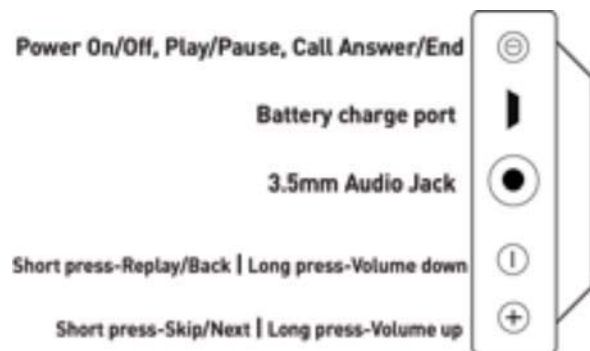 Power On/Off, Play/Pause, Call Answer/End
Battery charge port
3.5mm Audio Jack
Short press-Replay/Back | Long press-Volume down
Short press-Skip/Next | Long press-Volume up